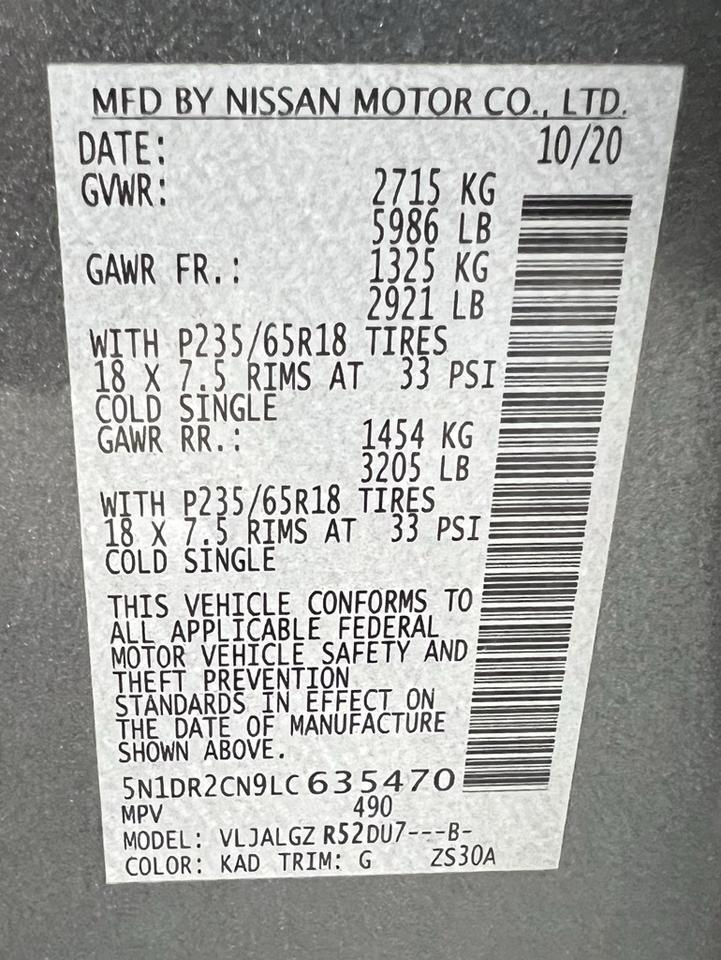 MFD BY NISSAN MOTOR CO., LTD.
DATE: 10/20
GVWR: 2715 KG
5986 LB
GAWR FR.: 1325 KG
2921 LB
WITH P235/65R18 TIRES
18 X 7.5 RIMS AT 33 PSI
COLD SINGLE
GAWR RR.: 1454 KG
3205 LB
WITH P235/65R18 TIRES
18 X 7.5 RIMS AT 33 PSI
COLD SINGLE
THIS VEHICLE CONFORMS TO
ALL APPLICABLE FEDERAL
MOTOR VEHICLE SAFETY AND
THEFT PREVENTION
STANDARDS IN EFFECT ON
THE DATE OF MANUFACTURE
SHOWN ABOVE.
5N1DR2CN9LC635470
MPV 490
MODEL: VLJALGZ R52DU7---B-
COLOR: KAD TRIM: G ZS30A